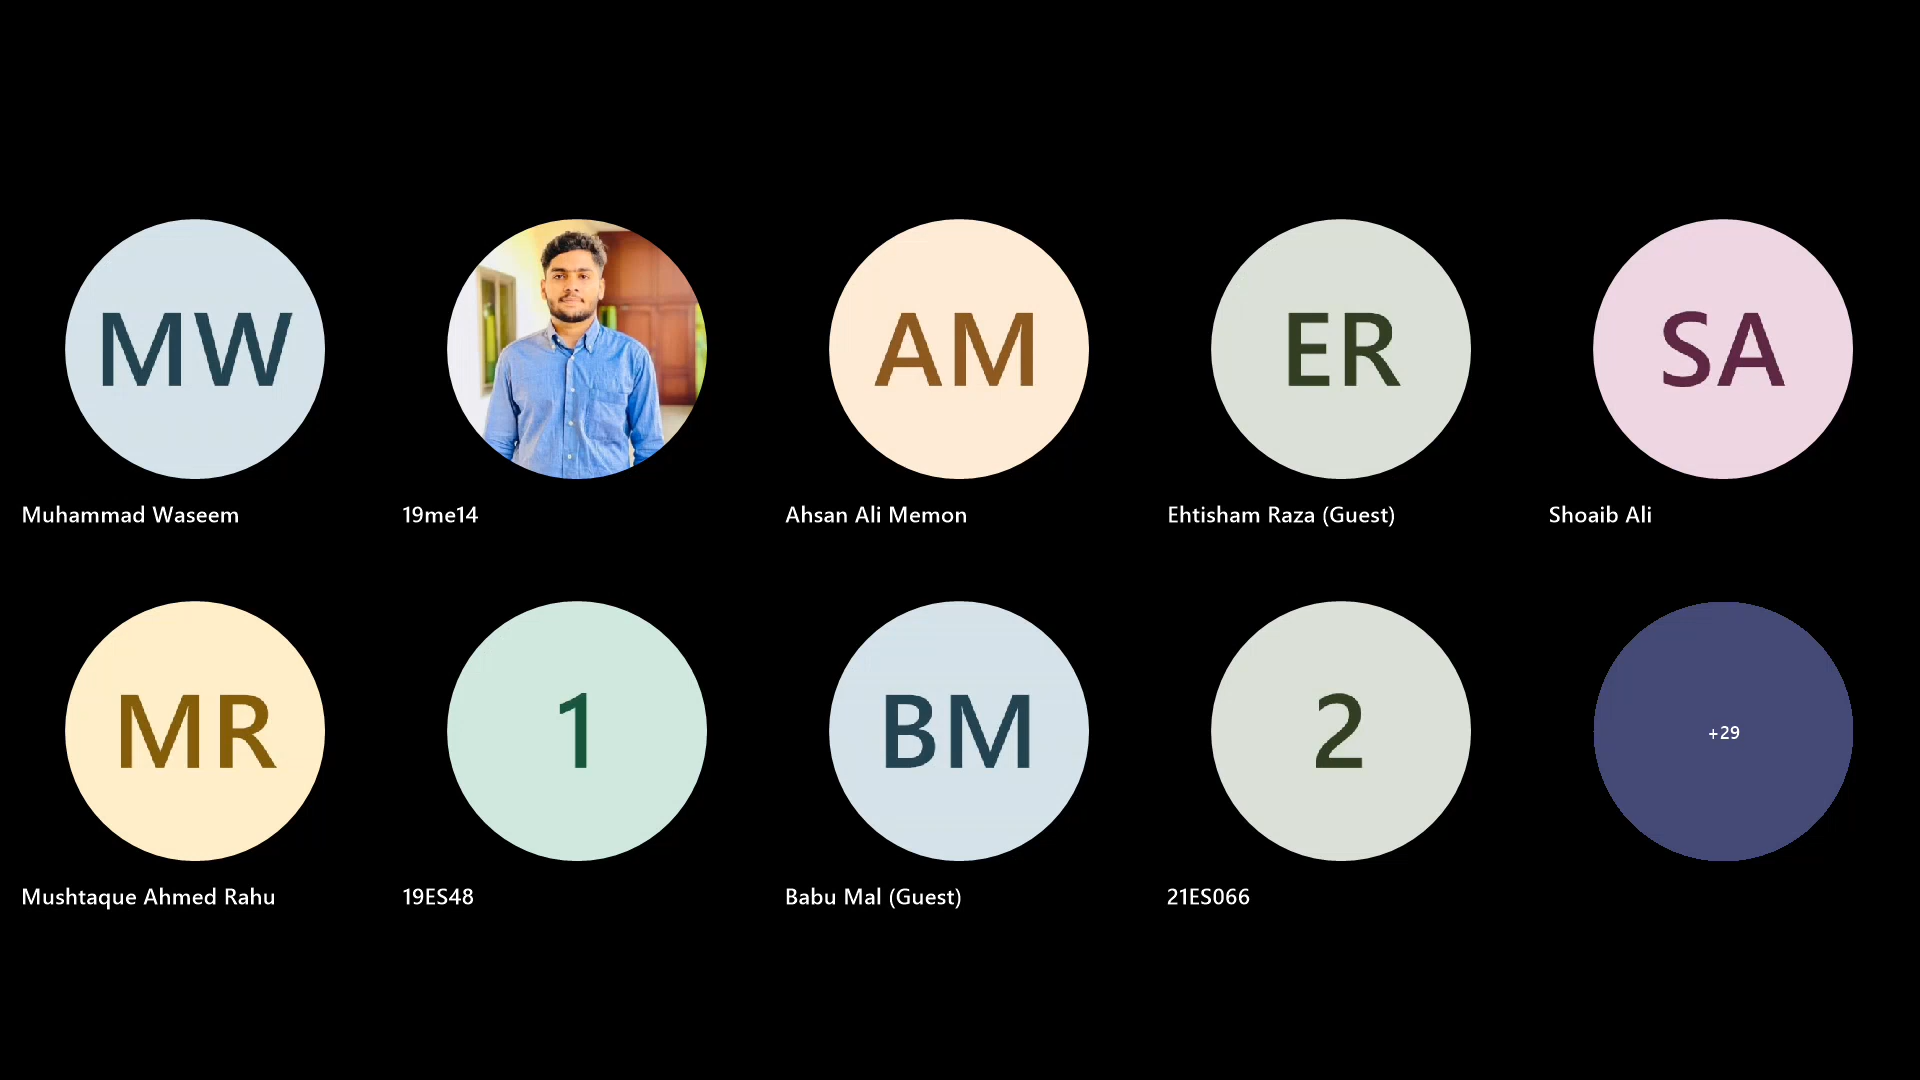 MW
AM
ER
SA
Muhammad Waseem
19me14
Ahsan Ali Memon
Ehtisham Raza (Guest)
Shoaib Ali
MR
1
BM
2
+29
Mushtaque Ahmed Rahu
19ES48
Babu Mal (Guest)
21ES066